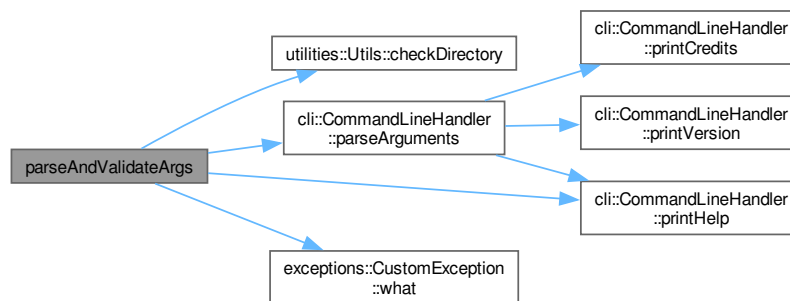 parseAndValidateArgs
utilities::Utils::checkDirectory
cli::CommandLineHandler
::parseArguments
exceptions::CustomException
::what
cli::CommandLineHandler
::printCredits
cli::CommandLineHandler
::printVersion
cli::CommandLineHandler
::printHelp